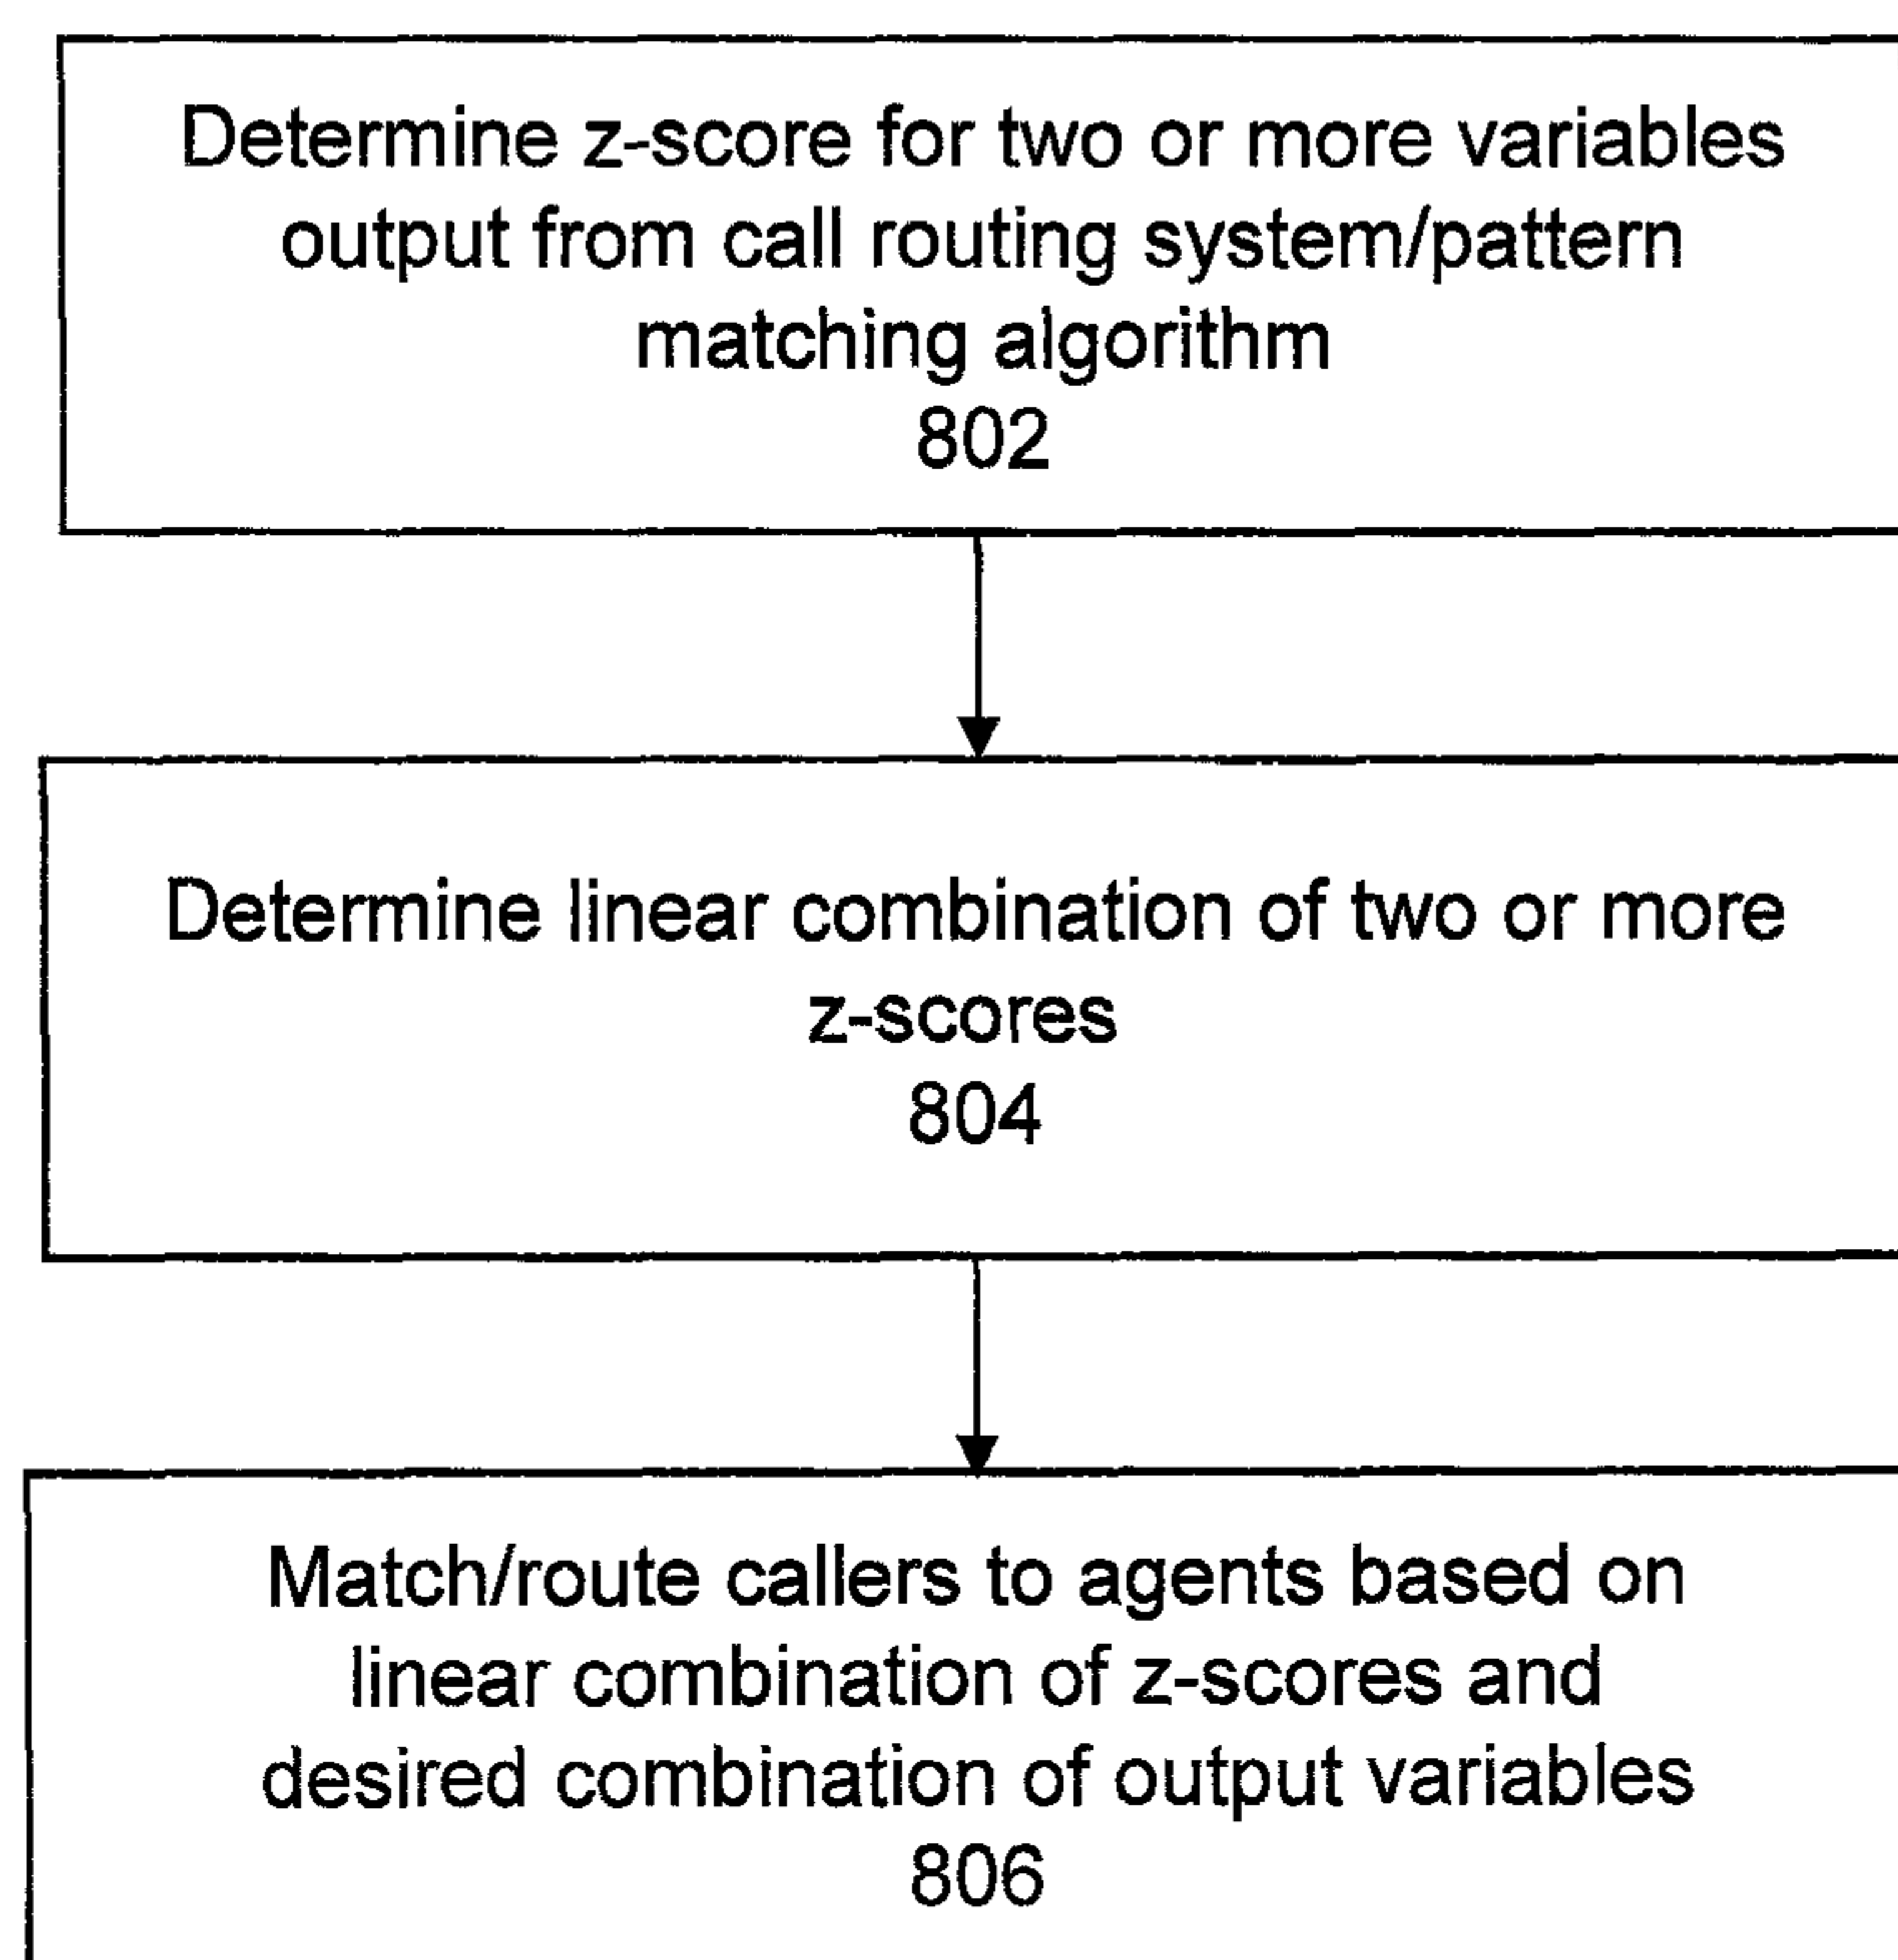 Determine z-score for two or more variables
output from call routing system/pattern
matching algorithm
802
Determine linear combination of two or more
z-scores
804
Match/route callers to agents based on
linear combination of z-scores and
desired combination of output variables
806